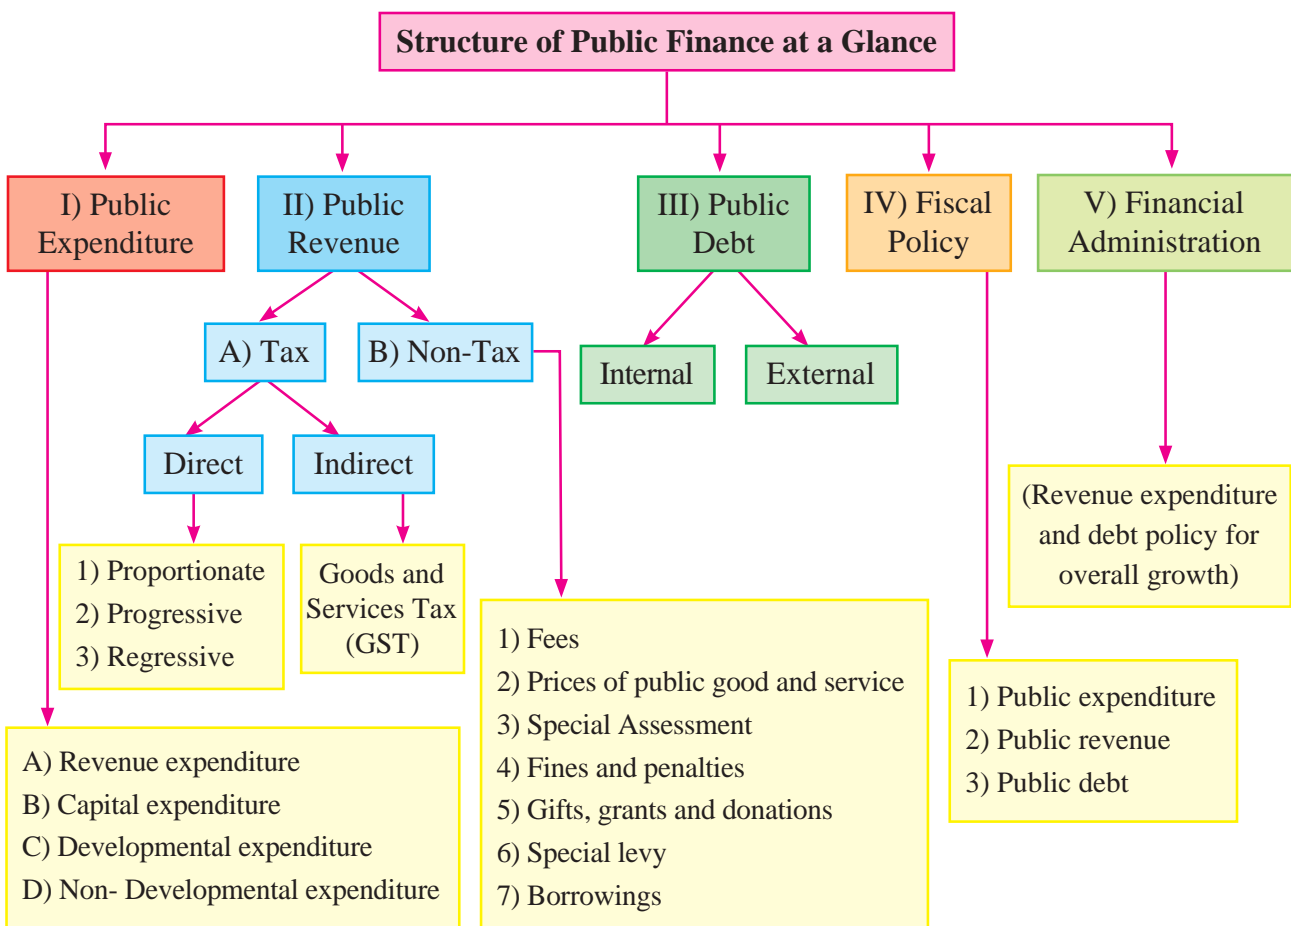 Structure of Public Finance at a Glance
I) Public
Expenditure
II) Public
Revenue
III) Public
Debt
IV) Fiscal
Policy
V) Financial
Administration
A) Tax
B) Non-Tax
Internal
External
Direct
Indirect
1) Proportionate
2) Progressive
3) Regressive
Goods and
Services Tax
(GST)
(Revenue expenditure
and debt policy for
overall growth)
1) Fees
2) Prices of public good and service
3) Special Assessment
4) Fines and penalties
5) Gifts, grants and donations
6) Special levy
7) Borrowings
1) Public expenditure
2) Public revenue
3) Public debt
A) Revenue expenditure
B) Capital expenditure
C) Developmental expenditure
D) Non- Developmental expenditure